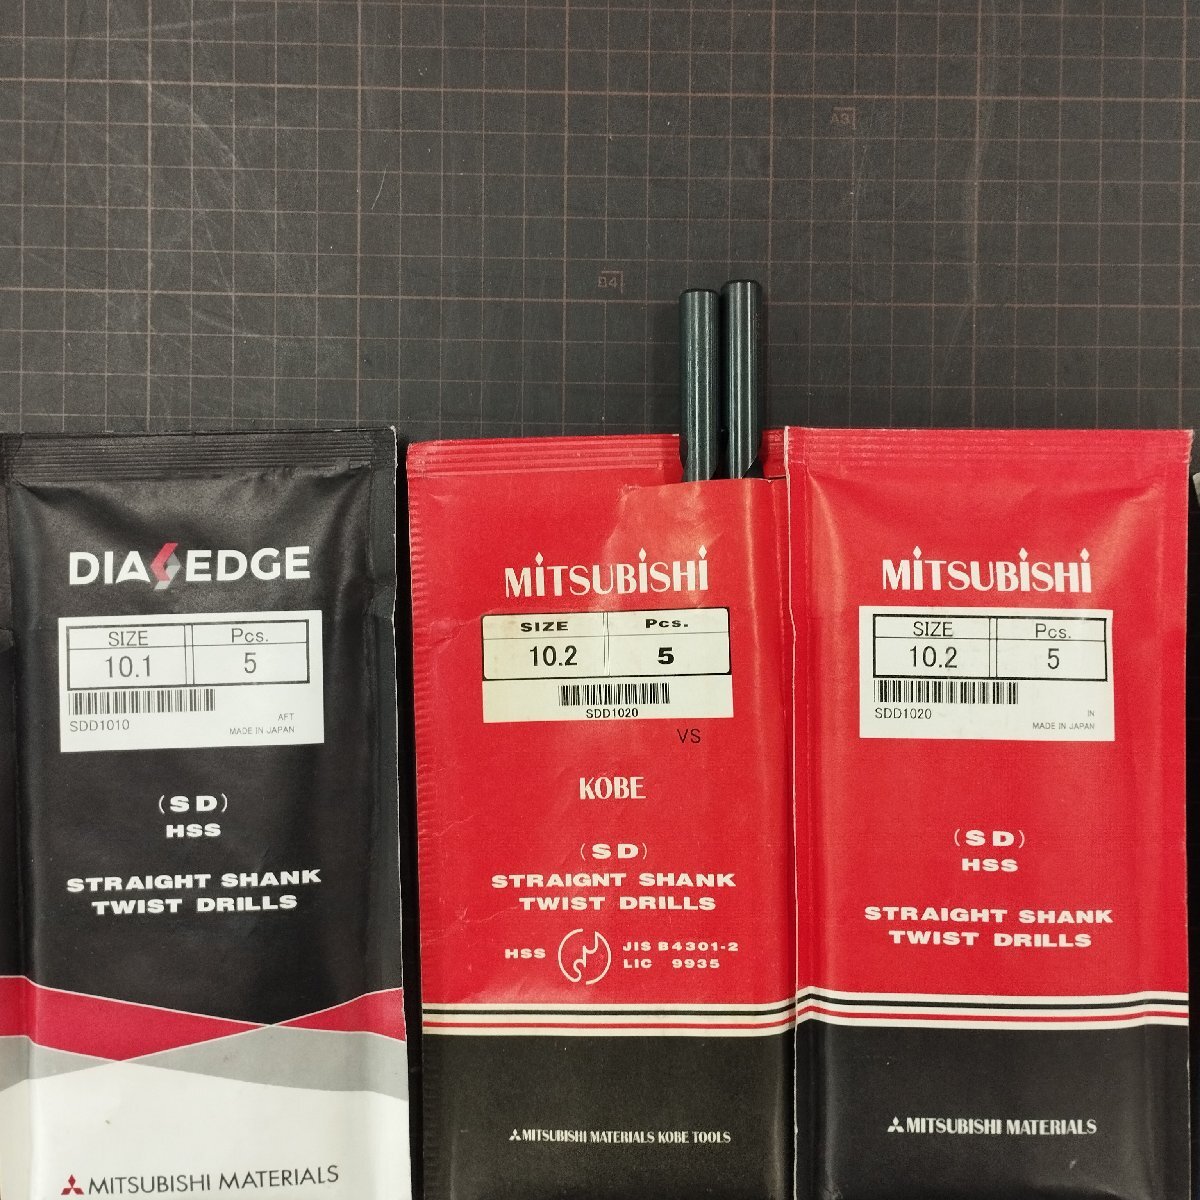 A3
B4
DIAEDGE
SIZE Pcs.
10.1 5
SDD1010
AFT
MADE IN JAPAN
(SD)
HSS
STRAIGHT SHANK
TWIST DRILLS
MITSUBISHI MATERIALS
MITSUBISHI
SIZE Pcs.
10.2 5
SDD1020
VS
KOBE
(SD)
STRAIGNT SHANK
TWIST DRILLS
HSS
JIS B4301-2
LIC 9935
MITSUBISHI MATERIALS KOBE TOOLS
MITSUBISHI
SIZE Pcs.
10.2 5
SDD1020
IN
MADE IN JAPAN
(SD)
HSS
STRAIGHT SHANK
TWIST DRILLS
MITSUBISHI MATERIALS